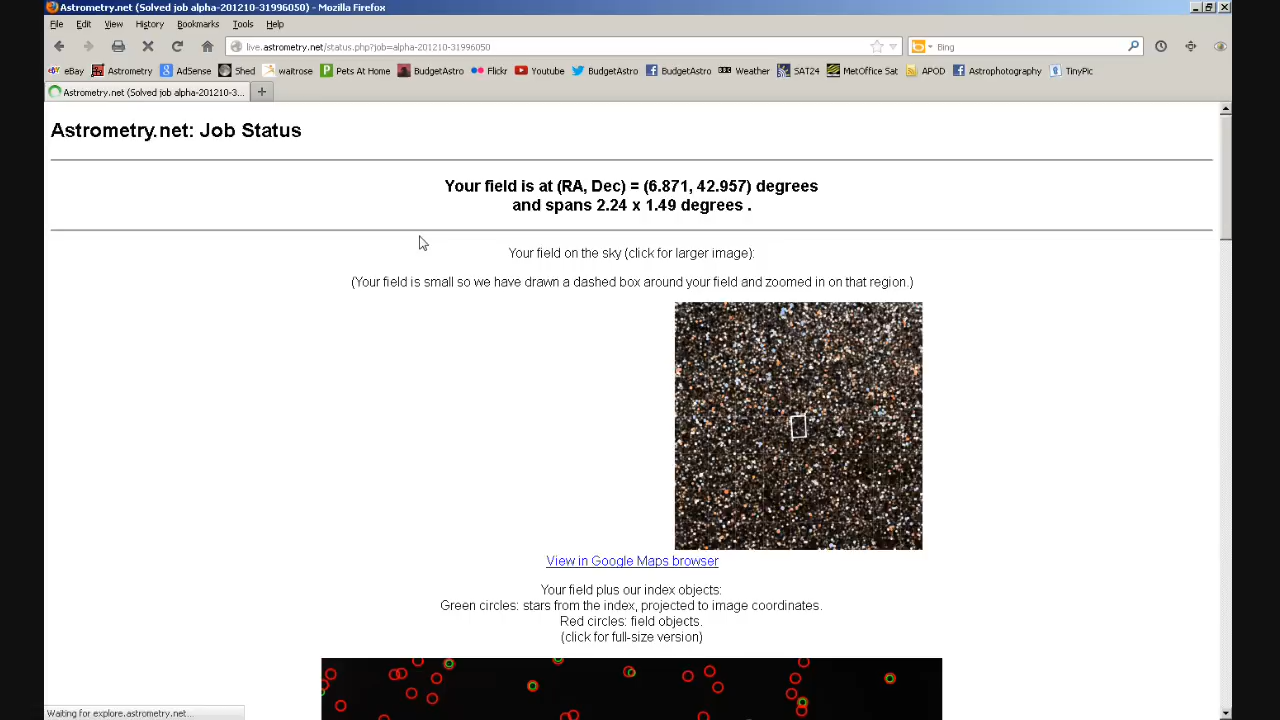 Astrometry.net (Solved job alpha-201210-31996050) - Mozilla Firefox
File Edit View History Bookmarks Tools Help
live.astrometry.net/status.php?job=alpha-201210-31996050 Bing
eBay Astrometry AdSense Shed waitrose Pets At Home BudgetAstro Flickr Youtube BudgetAstro BudgetAstro Weather SAT24 MetOffice Sat APOD Astrophotography TinyPic
Astrometry.net (Solved job alpha-201210-3...
Astrometry.net: Job Status
Your field is at (RA, Dec) = (6.871, 42.957) degrees
and spans 2.24 x 1.49 degrees .
Your field on the sky (click for larger image):
(Your field is small so we have drawn a dashed box around your field and zoomed in on that region.)
View in Google Maps browser
Your field plus our index objects:
Green circles: stars from the index, projected to image coordinates.
Red circles: field objects.
(click for full-size version)
Waiting for explore.astrometry.net...